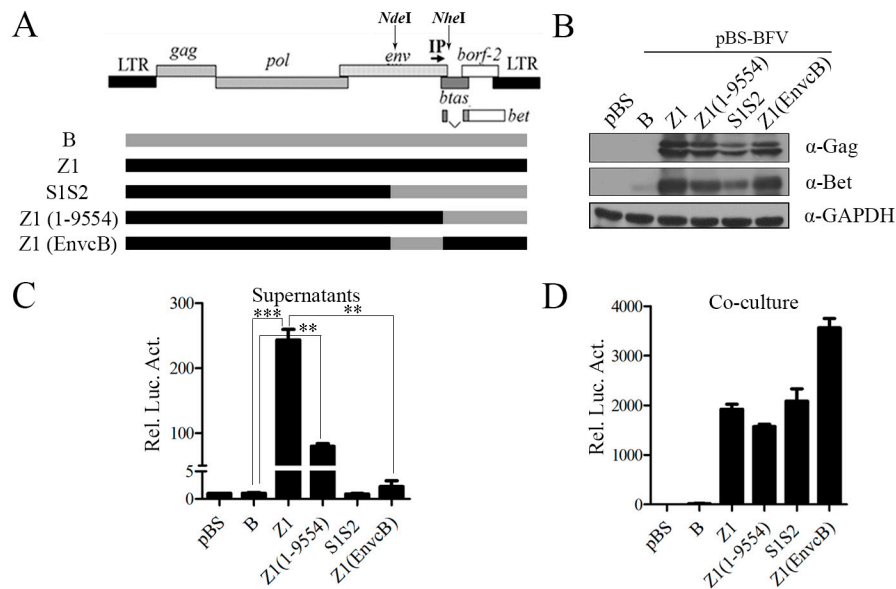 A
NdeI NheI
LTR gag pol env IP borf-2 LTR
btas
bet
B
Z1
S1S2
Z1 (1-9554)
Z1 (EnvcB)
B
pBS-BFV
pBS B Z1 Z1(1-9554) S1S2 Z1(EnvcB)
α-Gag
α-Bet
α-GAPDH
C
Supernatants
*** ** **
Rel. Luc. Act.
300
200
100
5
0
pBS B Z1 Z1(1-9554) S1S2 Z1(EnvcB)
D
Co-culture
Rel. Luc. Act.
4000
3000
2000
1000
0
pBS B Z1 Z1(1-9554) S1S2 Z1(EnvcB)